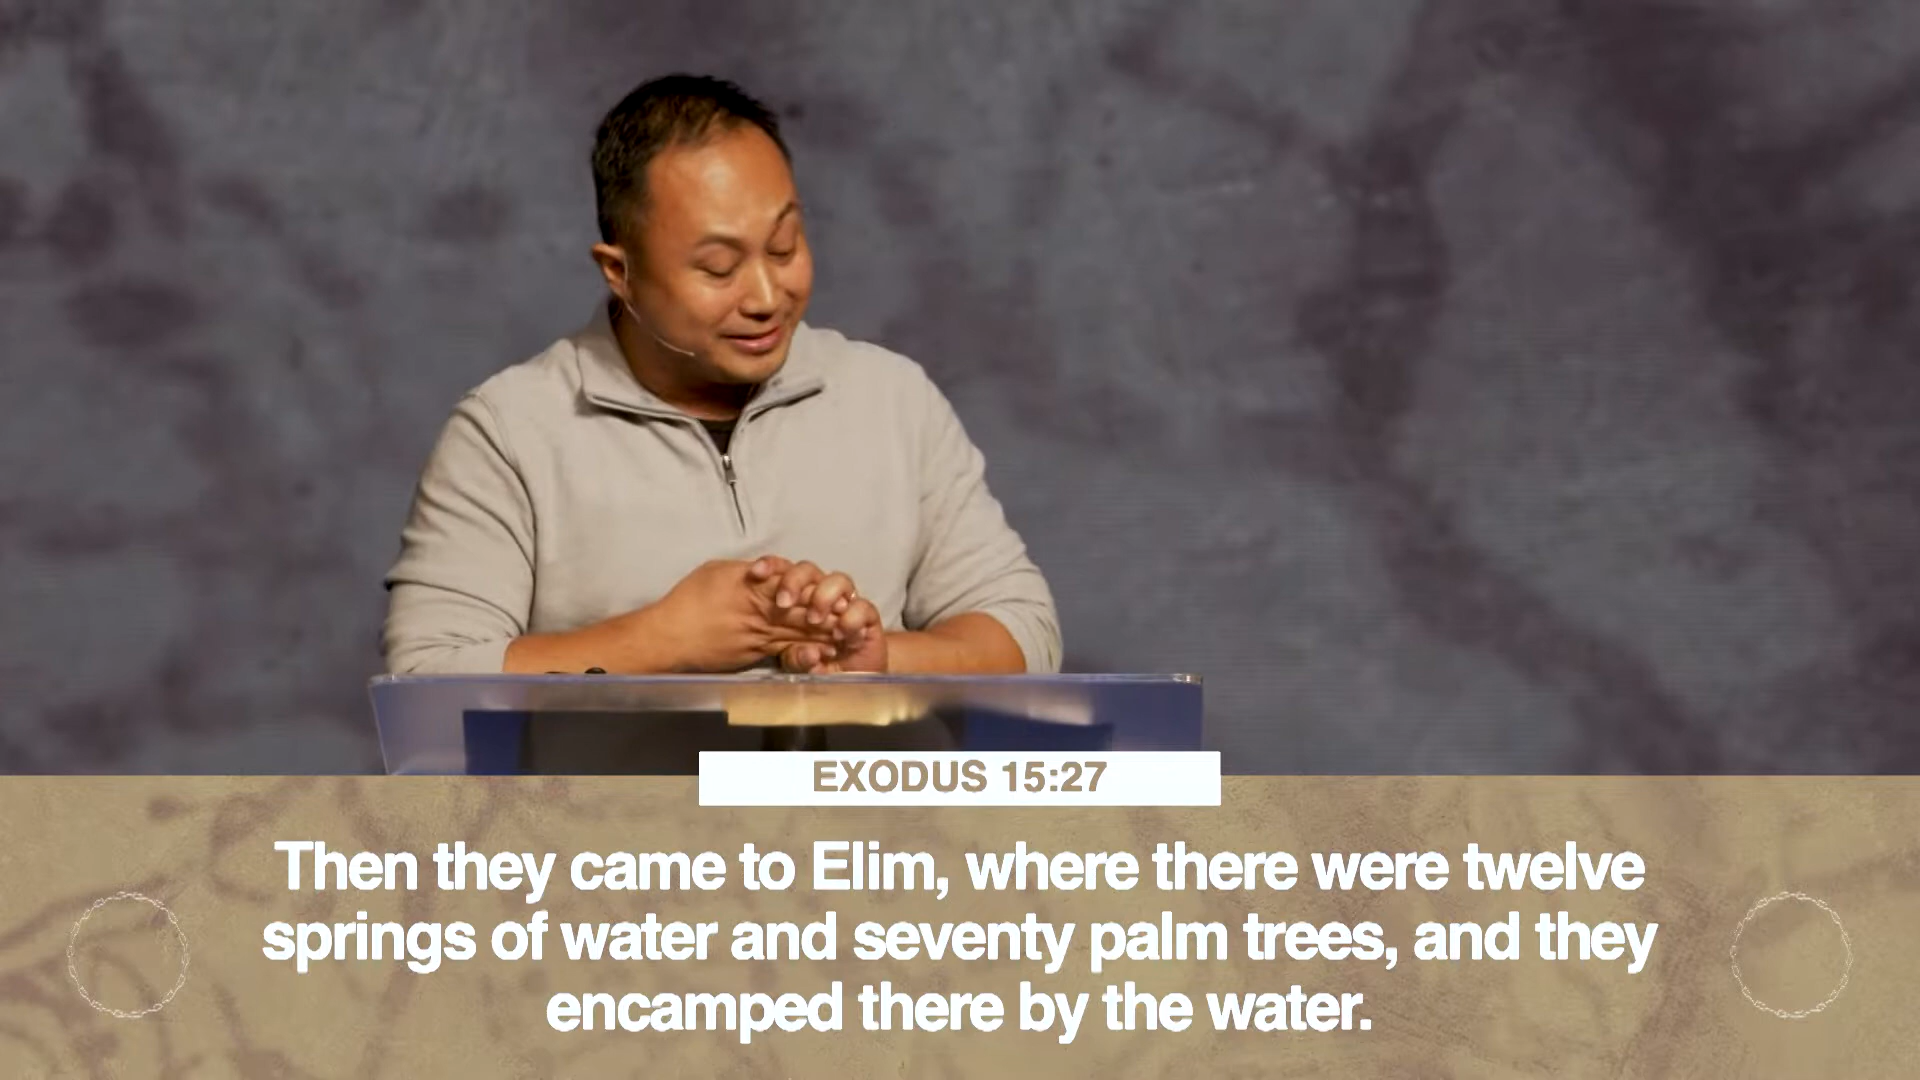 EXODUS 15:27
Then they came to Elim, where there were twelve
springs of water and seventy palm trees, and they
encamped there by the water.